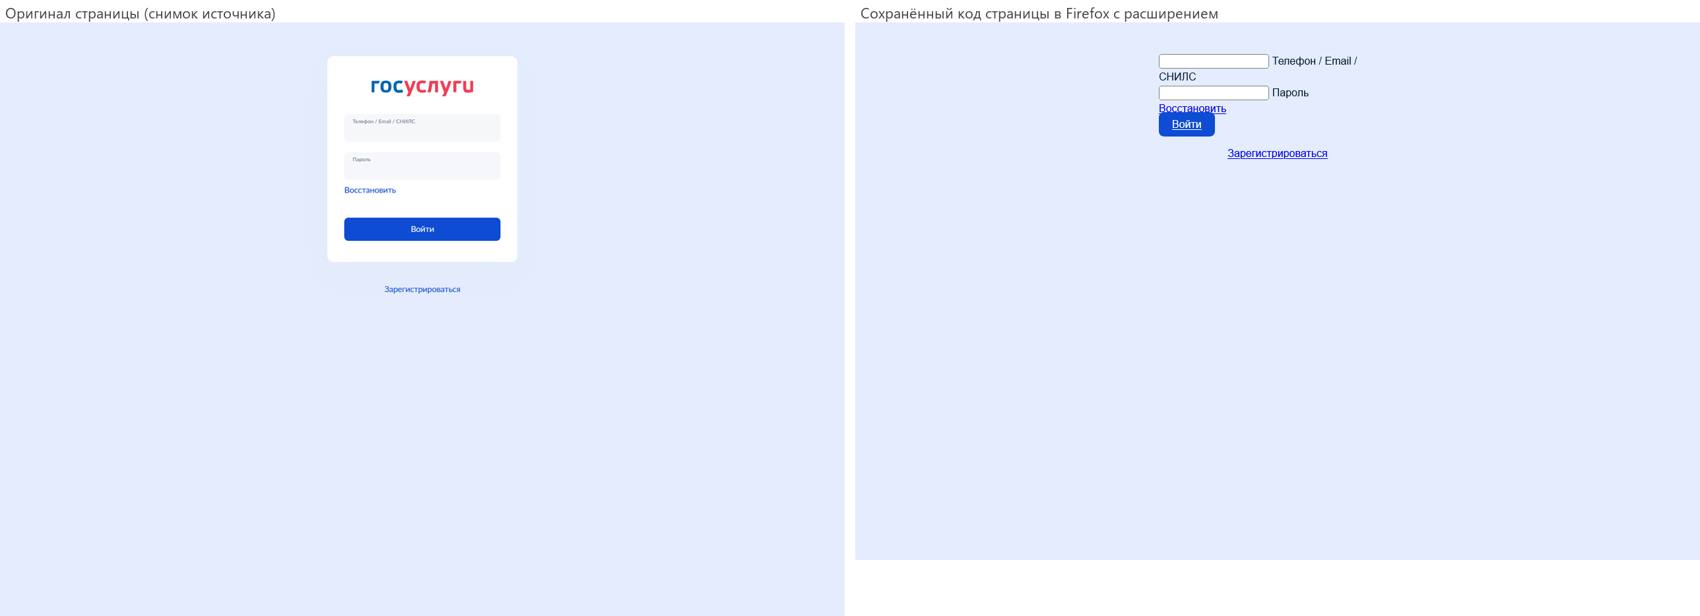 Оригинал страницы (снимок источника)
госуслуги
Телефон / Email / СНИЛС
Пароль
Восстановить
Войти
Зарегистрироваться
Сохранённый код страницы в Firefox с расширением
Телефон / Email /
СНИЛС
Пароль
Восстановить
Войти
Зарегистрироваться